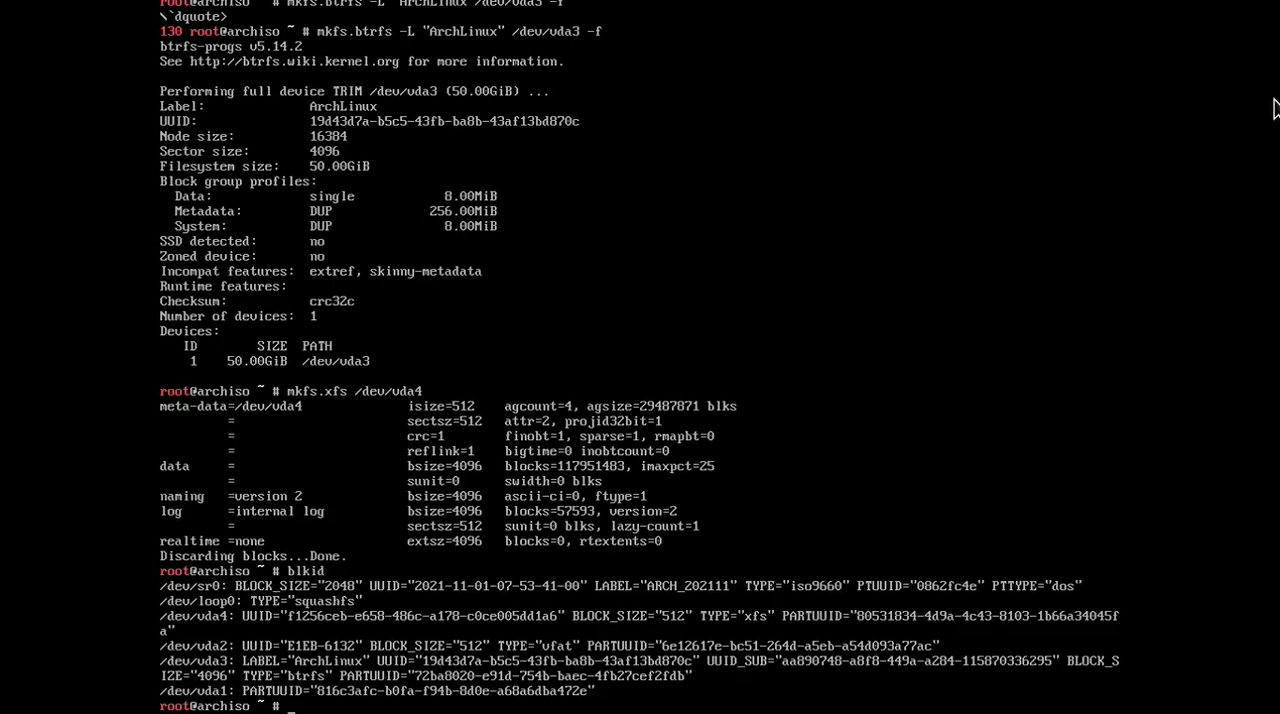 root@archiso ~ # mkfs.btrfs -L "ArchLinux /dev/vda3 -f
\`dquote>
130 root@archiso ~ # mkfs.btrfs -L "ArchLinux" /dev/vda3 -f
btrfs-progs v5.14.2
See http://btrfs.wiki.kernel.org for more information.
Performing full device TRIM /dev/vda3 (50.00GiB) ...
Label: ArchLinux
UUID: 19d43d7a-b5c5-43fb-ba8b-43af13bd870c
Node size: 16384
Sector size: 4096
Filesystem size: 50.00GiB
Block group profiles:
Data: single 8.00MiB
Metadata: DUP 256.00MiB
System: DUP 8.00MiB
SSD detected: no
Zoned device: no
Incompat features: extref, skinny-metadata
Runtime features:
Checksum: crc32c
Number of devices: 1
Devices:
ID SIZE PATH
1 50.00GiB /dev/vda3
root@archiso ~ # mkfs.xfs /dev/vda4
meta-data=/dev/vda4 isize=512 agcount=4, agsize=29487871 blks
= sectsz=512 attr=2, projid32bit=1
= crc=1 finobt=1, sparse=1, rmapbt=0
= reflink=1 bigtime=0 inobtcount=0
data = bsize=4096 blocks=117951483, imaxpct=25
= sunit=0 swidth=0 blks
naming =version 2 bsize=4096 ascii-ci=0, ftype=1
log =internal log bsize=4096 blocks=57593, version=2
= sectsz=512 sunit=0 blks, lazy-count=1
realtime =none extsz=4096 blocks=0, rtextents=0
Discarding blocks...Done.
root@archiso ~ # blkid
/dev/sr0: BLOCK_SIZE="2048" UUID="2021-11-01-07-53-41-00" LABEL="ARCH_202111" TYPE="iso9660" PTUUID="0862fc4e" PTTYPE="dos"
/dev/loop0: TYPE="squashfs"
/dev/vda4: UUID="f1256ceb-e658-486c-a178-c0ce005dd1a6" BLOCK_SIZE="512" TYPE="xfs" PARTUUID="80531834-4d9a-4c43-8103-1b66a34045f
a"
/dev/vda2: UUID="E1EB-6132" BLOCK_SIZE="512" TYPE="vfat" PARTUUID="6e12617e-bc51-264d-a5eb-a54d093a77ac"
/dev/vda3: LABEL="ArchLinux" UUID="19d43d7a-b5c5-43fb-ba8b-43af13bd870c" UUID_SUB="aa890748-a8f8-449a-a284-115870336295" BLOCK_S
IZE="4096" TYPE="btrfs" PARTUUID="72ba8020-e91d-754b-baec-4fb27cef2fdb"
/dev/vda1: PARTUUID="816c3afc-b0fa-f94b-8d0e-a68a6dba472e"
root@archiso ~ # _